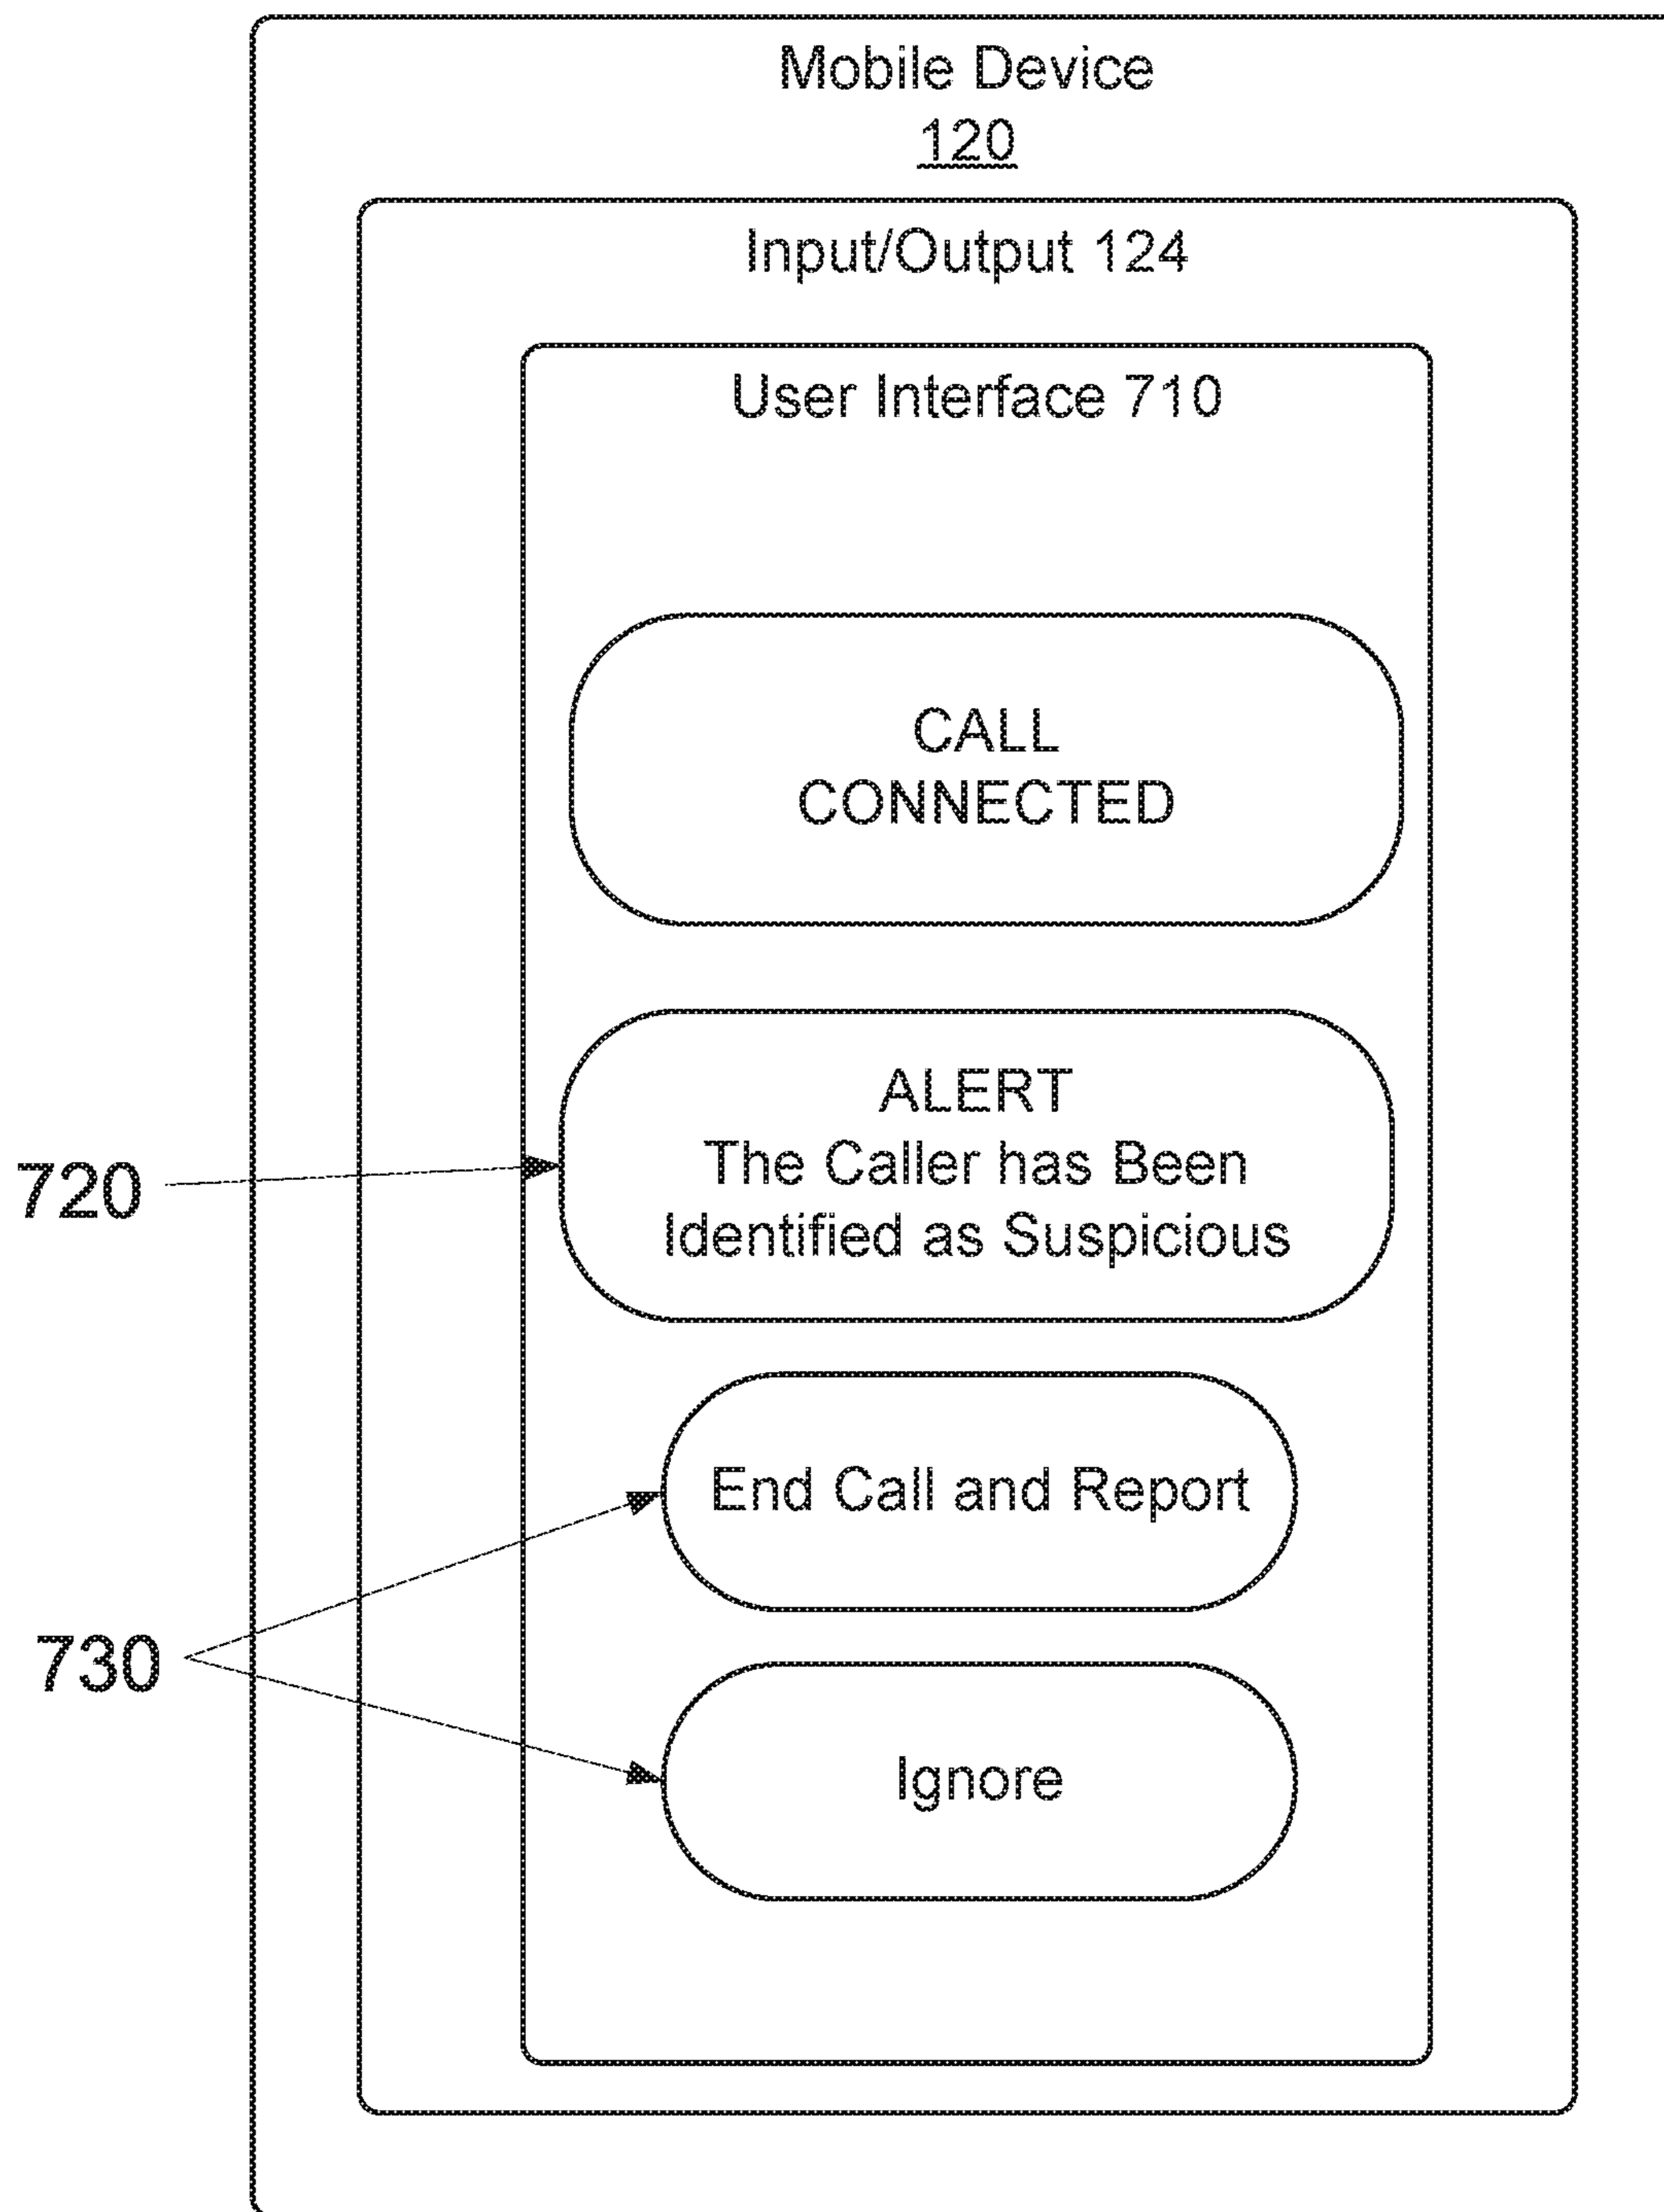 Mobile Device
120
Input/Output 124
User Interface 710
CALL
CONNECTED
ALERT
The Caller has Been
Identified as Suspicious
720
End Call and Report
730
Ignore